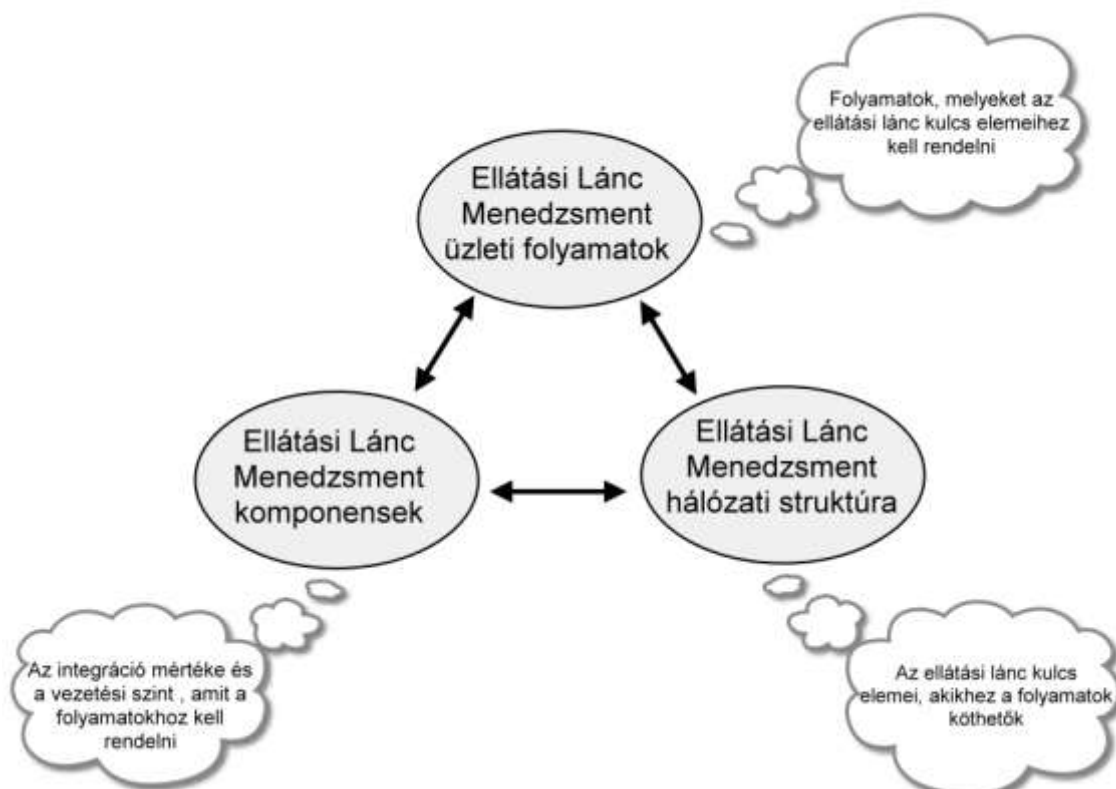 Folyamatok, melyeket az
ellátási lánc kulcs elemeihez
kell rendelni
Ellátási Lánc
Menedzsment
üzleti folyamatok
Ellátási Lánc
Menedzsment
komponensek
Ellátási Lánc
Menedzsment
hálózati struktúra
Az integráció mértéke és
a vezetési szint , amit a
folyamatokhoz kell
rendelni
Az ellátási lánc kulcs
elemei, akikhez a folyamatok
köthetők